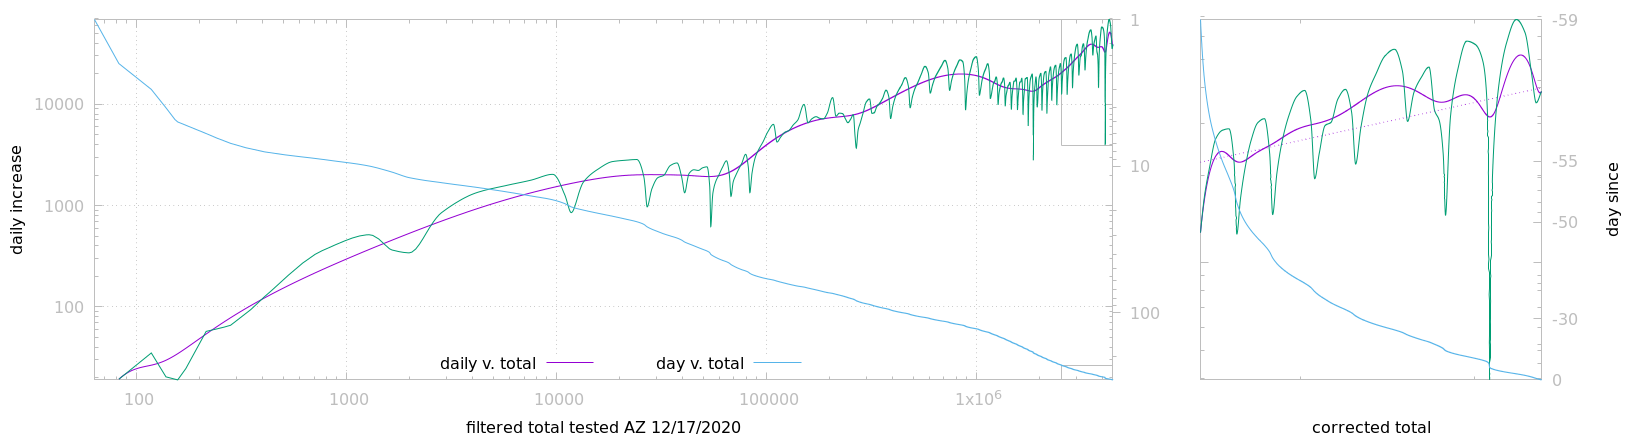 daily increase
10000
1000
100
1
10
100
daily v. total
day v. total
100
1000
10000
100000
1x10⁶
filtered total tested AZ 12/17/2020
-59
-55
-50
-30
0
day since
corrected total